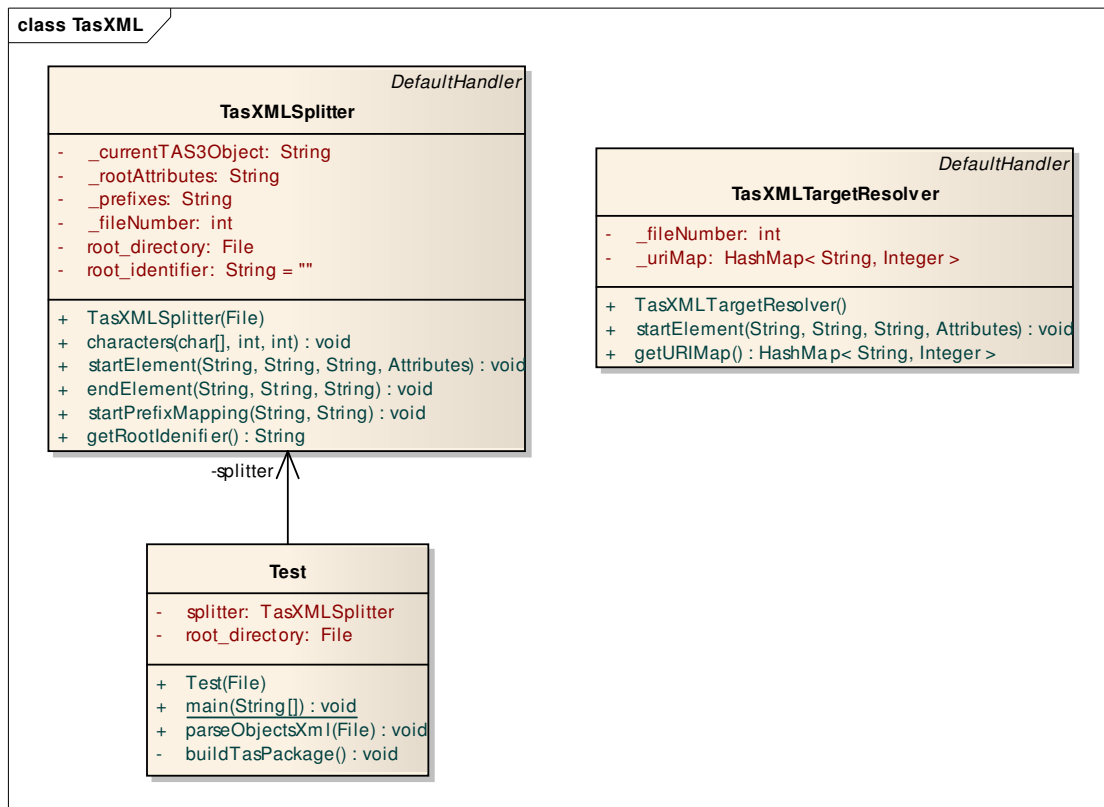 class TasXML
DefaultHandler
TasXMLSplitter
- _currentTAS3Object: String
- _rootAttributes: String
- _prefixes: String
- _fileNumber: int
- root_directory: File
- root_identifier: String = ""
+ TasXMLSplitter(File)
+ characters(char[], int, int) : void
+ startElement(String, String, String, Attributes) : void
+ endElement(String, String, String) : void
+ startPrefixMapping(String, String) : void
+ getRootIdenifier() : String
DefaultHandler
TasXMLTargetResolver
- _fileNumber: int
- _uriMap: HashMap< String, Integer >
+ TasXMLTargetResolver()
+ startElement(String, String, String, Attributes) : void
+ getURIMap() : HashMap< String, Integer >
-splitter
Test
- splitter: TasXMLSplitter
- root_directory: File
+ Test(File)
+ main(String[]) : void
+ parseObjectsXml(File) : void
- buildTasPackage() : void